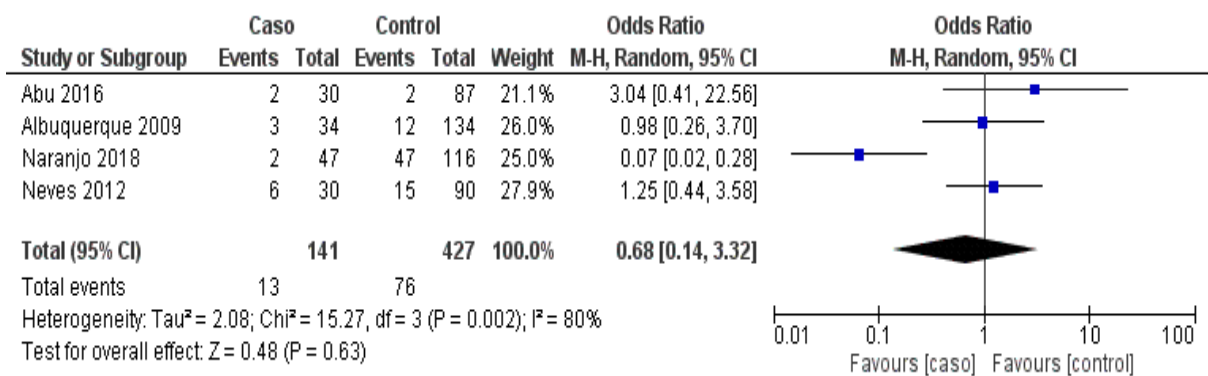 Caso Control Odds Ratio Odds Ratio
Study or Subgroup Events Total Events Total Weight M-H, Random, 95% CI M-H, Random, 95% CI
Abu 2016 2 30 2 87 21.1% 3.04 [0.41, 22.56]
Albuquerque 2009 3 34 12 134 26.0% 0.98 [0.26, 3.70]
Naranjo 2018 2 47 47 116 25.0% 0.07 [0.02, 0.28]
Neves 2012 6 30 15 90 27.9% 1.25 [0.44, 3.58]
Total (95% CI) 141 427 100.0% 0.68 [0.14, 3.32]
Total events 13 76
Heterogeneity: Tau² = 2.08; Chi² = 15.27, df = 3 (P = 0.002); I² = 80%
Test for overall effect: Z = 0.48 (P = 0.63)
0.01 0.1 1 10 100
Favours [caso] Favours [control]